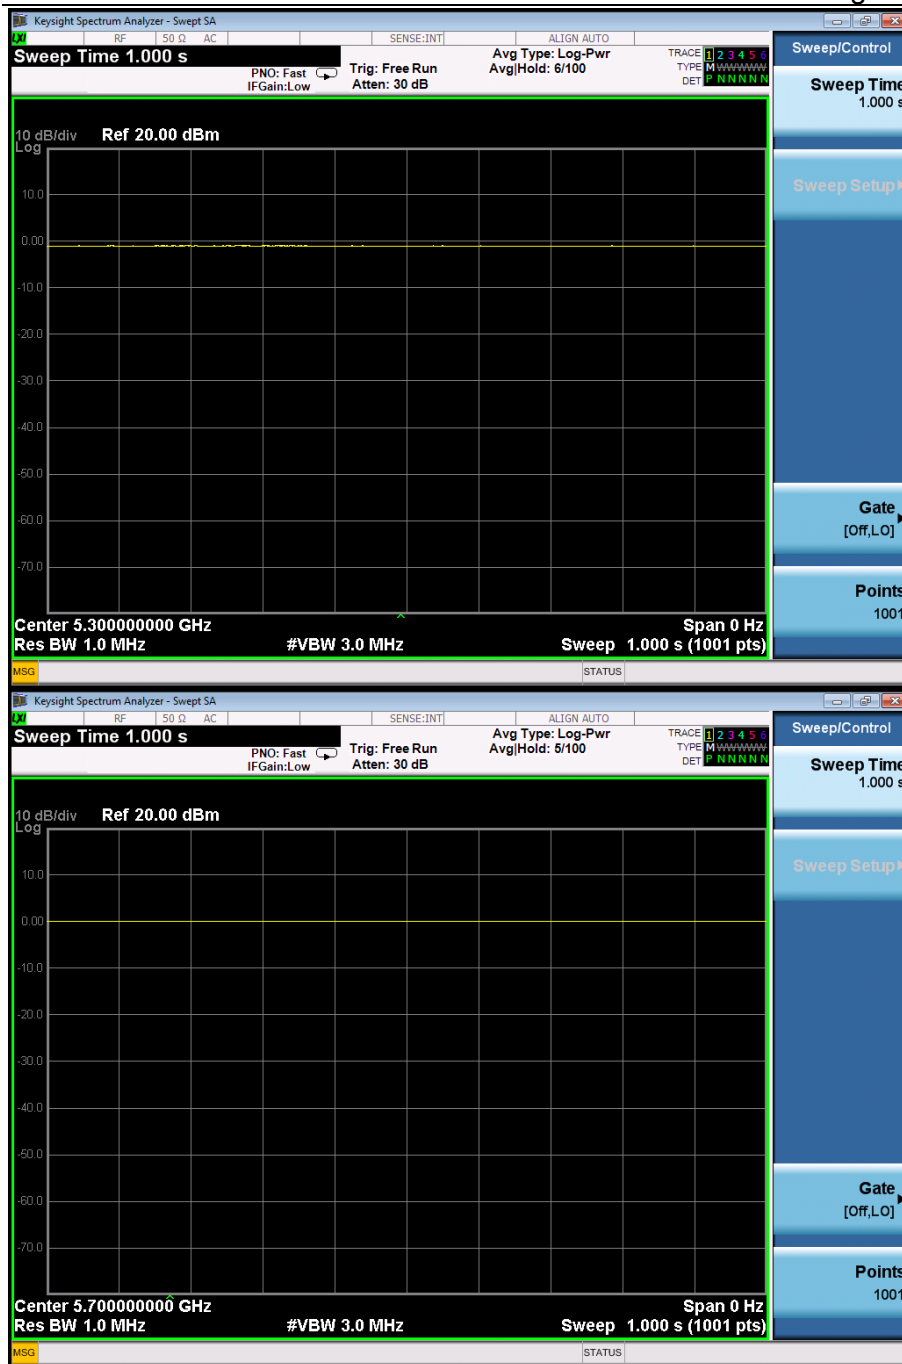 Keysight Spectrum Analyzer - Swept SA
LXI RF 50 Ω AC SENSE:INT ALIGN AUTO
Sweep Time 1.000 s
PNO: Fast
IFGain:Low
Trig: Free Run
Atten: 30 dB
Avg Type: Log-Pwr
Avg|Hold: 6/100
TRACE 1 2 3 4 5 6
TYPE M WWWWW
DET P N N N N N
Sweep/Control
Sweep Time
1.000 s
Sweep Setup
Gate
[Off,LO]
Points
1001
10 dB/div Ref 20.00 dBm
Log
10.0
0.00
-10.0
-20.0
-30.0
-40.0
-50.0
-60.0
-70.0
Center 5.300000000 GHz Span 0 Hz
Res BW 1.0 MHz #VBW 3.0 MHz Sweep 1.000 s (1001 pts)
MSG STATUS
Keysight Spectrum Analyzer - Swept SA
LXI RF 50 Ω AC SENSE:INT ALIGN AUTO
Sweep Time 1.000 s
PNO: Fast
IFGain:Low
Trig: Free Run
Atten: 30 dB
Avg Type: Log-Pwr
Avg|Hold: 5/100
TRACE 1 2 3 4 5 6
TYPE M WWWWW
DET P N N N N N
Sweep/Control
Sweep Time
1.000 s
Sweep Setup
Gate
[Off,LO]
Points
1001
10 dB/div Ref 20.00 dBm
Log
10.0
0.00
-10.0
-20.0
-30.0
-40.0
-50.0
-60.0
-70.0
Center 5.700000000 GHz Span 0 Hz
Res BW 1.0 MHz #VBW 3.0 MHz Sweep 1.000 s (1001 pts)
MSG STATUS